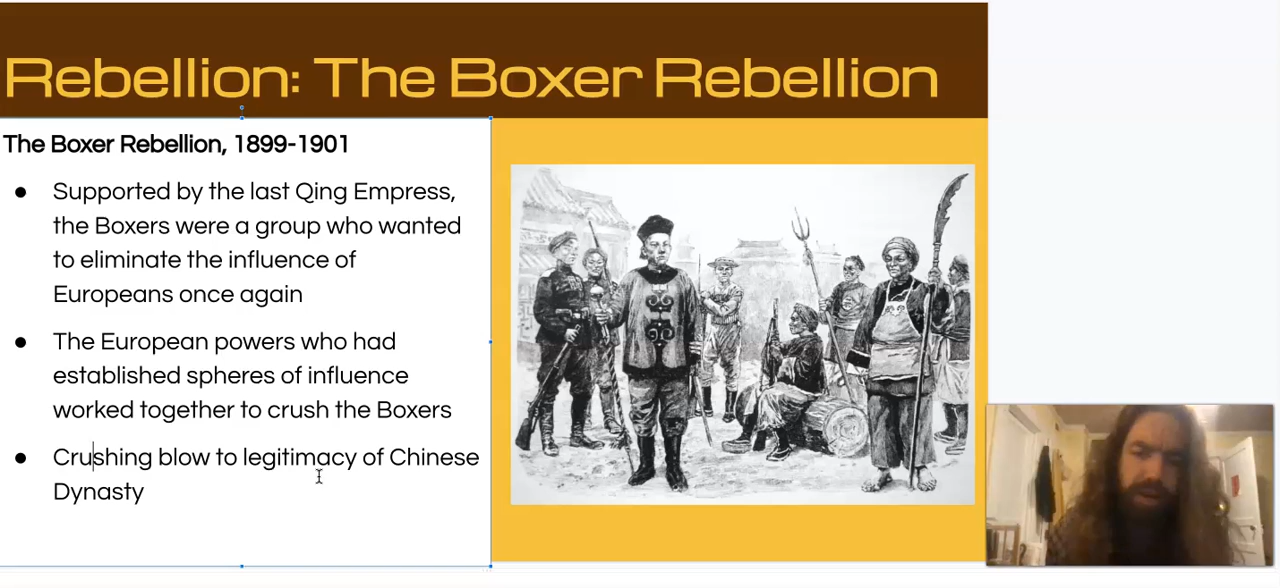 Rebellion: The Boxer Rebellion
The Boxer Rebellion, 1899-1901
● Supported by the last Qing Empress,
the Boxers were a group who wanted
to eliminate the influence of
Europeans once again
● The European powers who had
established spheres of influence
worked together to crush the Boxers
● Crushing blow to legitimacy of Chinese
Dynasty